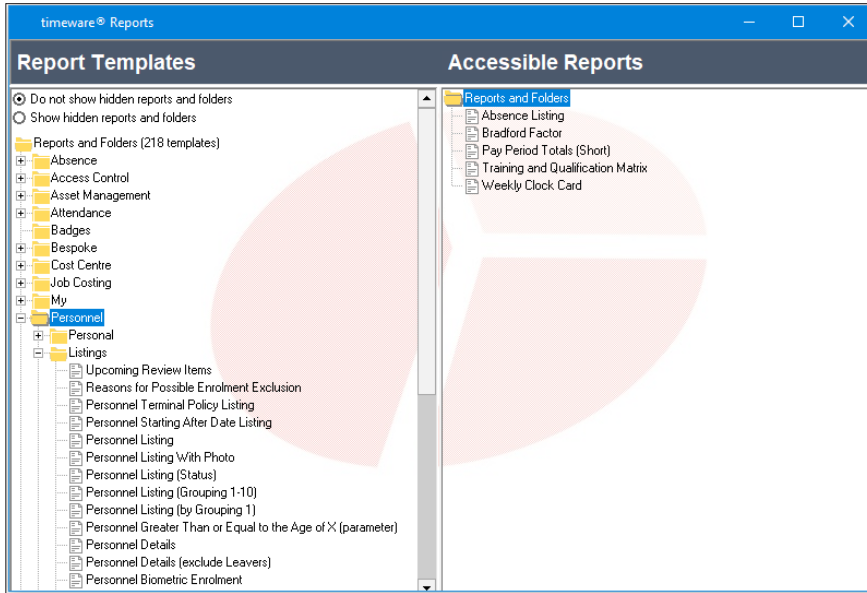 timeware® Reports
Report Templates
Do not show hidden reports and folders
Show hidden reports and folders
Reports and Folders (218 templates)
Absence
Access Control
Asset Management
Attendance
Badges
Bespoke
Cost Centre
Job Costing
My
Personnel
Personal
Listings
Upcoming Review Items
Reasons for Possible Enrolment Exclusion
Personnel Terminal Policy Listing
Personnel Starting After Date Listing
Personnel Listing
Personnel Listing With Photo
Personnel Listing (Status)
Personnel Listing (Grouping 1-10)
Personnel Listing (by Grouping 1)
Personnel Greater Than or Equal to the Age of X (parameter)
Personnel Details
Personnel Details (exclude Leavers)
Personnel Biometric Enrolment
Accessible Reports
Reports and Folders
Absence Listing
Bradford Factor
Pay Period Totals (Short)
Training and Qualification Matrix
Weekly Clock Card